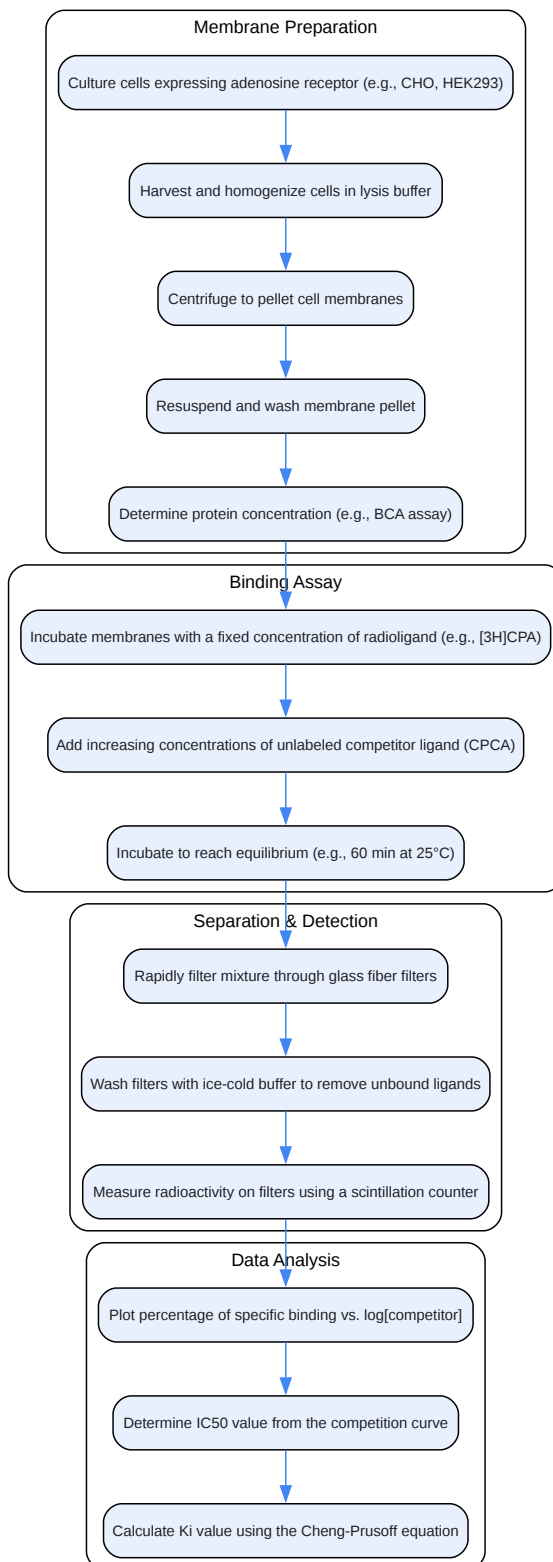 Membrane Preparation
Culture cells expressing adenosine receptor (e.g., CHO, HEK293)
Harvest and homogenize cells in lysis buffer
Centrifuge to pellet cell membranes
Resuspend and wash membrane pellet
Determine protein concentration (e.g., BCA assay)
Binding Assay
Incubate membranes with a fixed concentration of radioligand (e.g., [3H]CPA)
Add increasing concentrations of unlabeled competitor ligand (CPCA)
Incubate to reach equilibrium (e.g., 60 min at 25°C)
Separation & Detection
Rapidly filter mixture through glass fiber filters
Wash filters with ice-cold buffer to remove unbound ligands
Measure radioactivity on filters using a scintillation counter
Data Analysis
Plot percentage of specific binding vs. log[competitor]
Determine IC50 value from the competition curve
Calculate Ki value using the Cheng-Prusoff equation